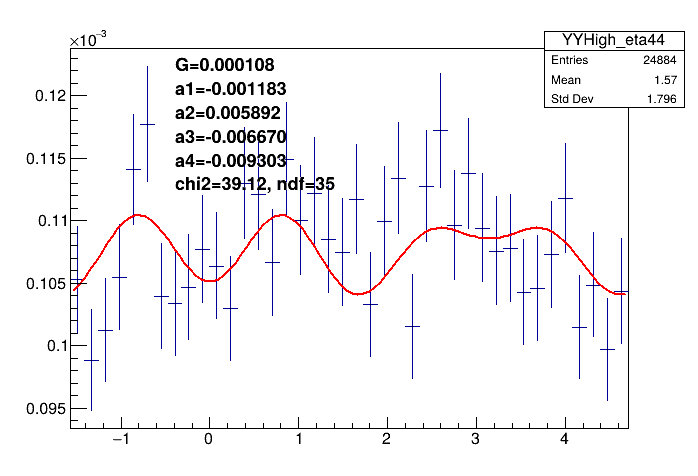 ×10⁻³
YYHigh_eta44
Entries 24884
Mean 1.57
Std Dev 1.796
G=0.000108
a1=-0.001183
a2=0.005892
a3=-0.006670
a4=-0.009303
chi2=39.12, ndf=35
0.12
0.115
0.11
0.105
0.1
0.095
−1 0 1 2 3 4